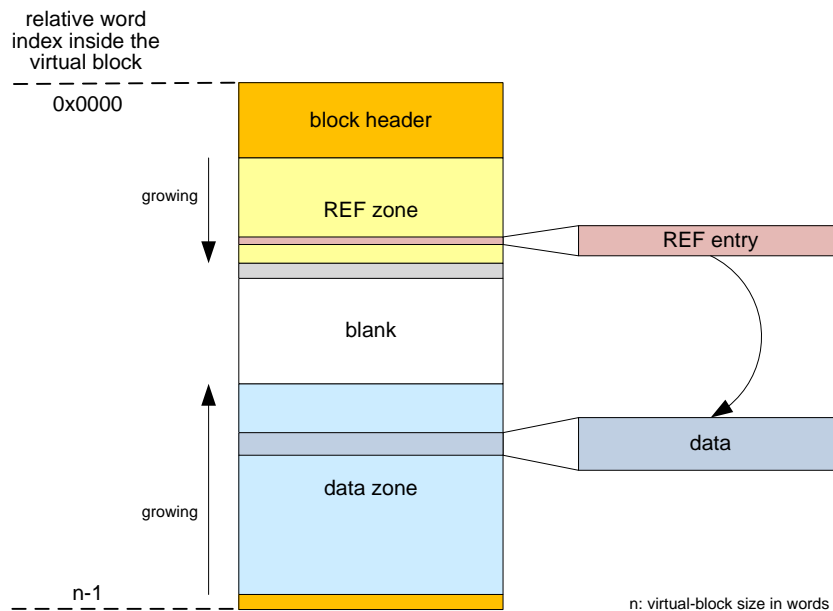 relative word
index inside the
virtual block
0x0000
block header
growing
REF zone
REF entry
blank
data
data zone
growing
n-1
n: virtual-block size in words